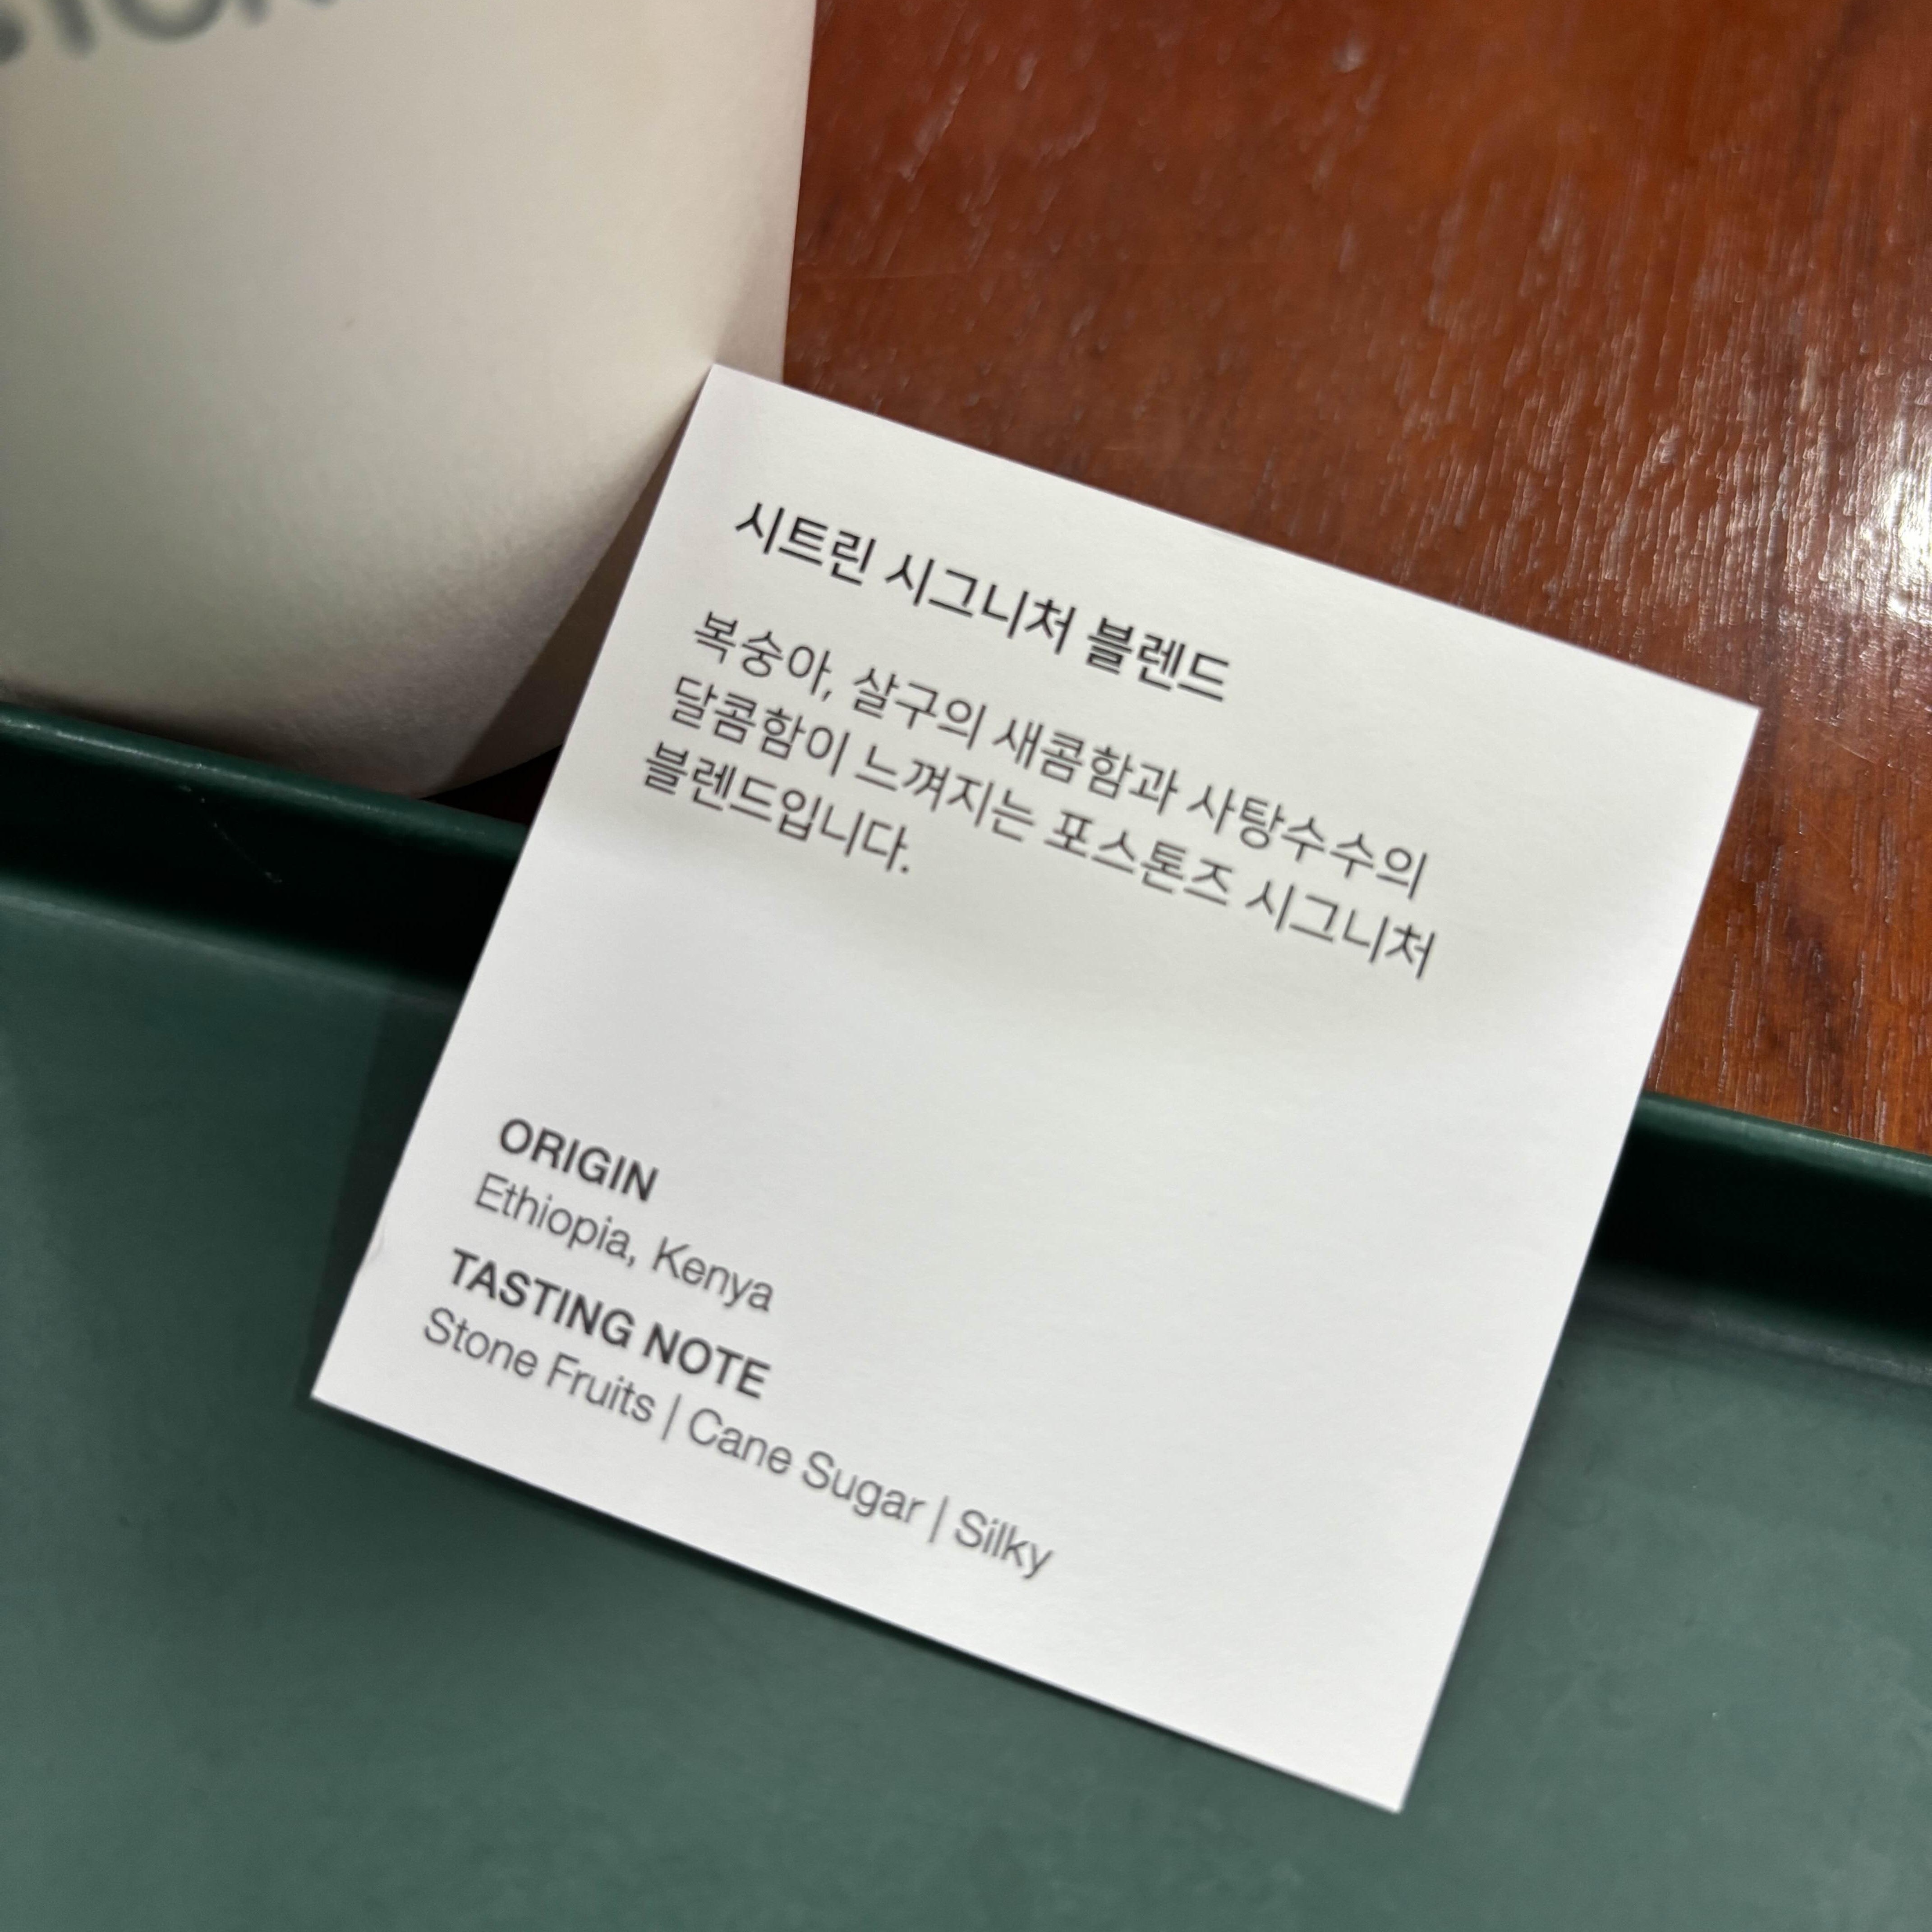 시트린 시그니처 블렌드
복숭아, 살구의 새콤함과 사탕수수의
달콤함이 느껴지는 포스톤즈 시그니처
블렌드입니다.
ORIGIN
Ethiopia, Kenya
TASTING NOTE
Stone Fruits | Cane Sugar | Silky